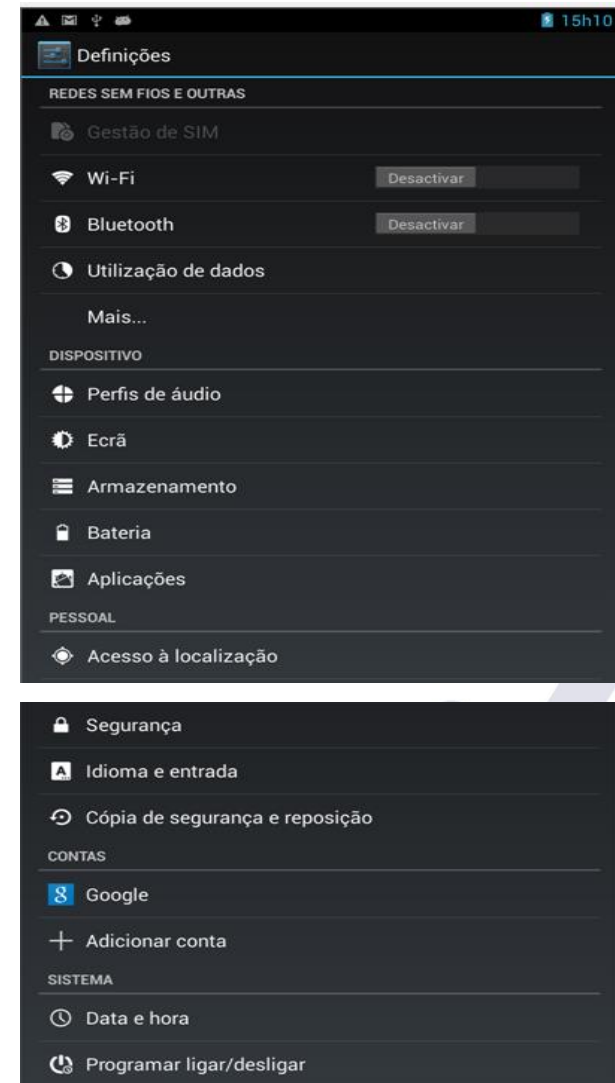 15h10
Definições
REDES SEM FIOS E OUTRAS
Gestão de SIM
Wi-Fi Desactivar
Bluetooth Desactivar
Utilização de dados
Mais...
DISPOSITIVO
Perfis de áudio
Ecrã
Armazenamento
Bateria
Aplicações
PESSOAL
Acesso à localização
Segurança
Idioma e entrada
Cópia de segurança e reposição
CONTAS
Google
Adicionar conta
SISTEMA
Data e hora
Programar ligar/desligar